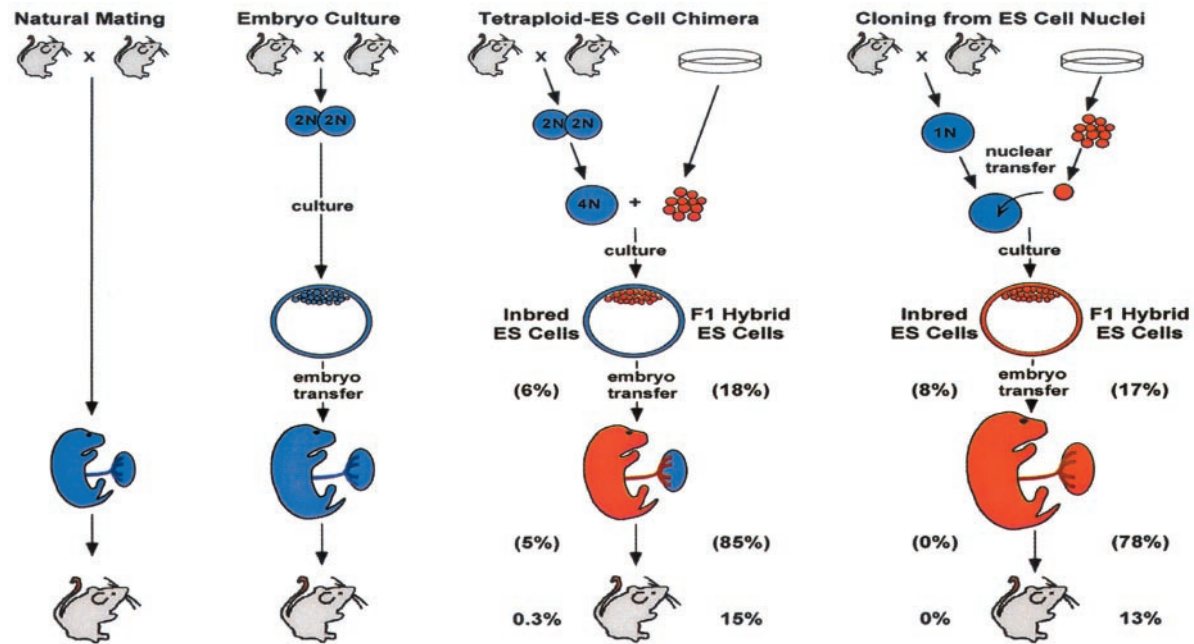 Natural Mating
x
Embryo Culture
x
2N 2N
culture
embryo
transfer
Tetraploid-ES Cell Chimera
x
2N 2N
4N +
culture
Inbred
ES Cells
F1 Hybrid
ES Cells
(6%)
embryo
transfer
(18%)
(5%)
(85%)
0.3%
15%
Cloning from ES Cell Nuclei
x
1N
nuclear
transfer
culture
Inbred
ES Cells
F1 Hybrid
ES Cells
(8%)
embryo
transfer
(17%)
(0%)
(78%)
0%
13%